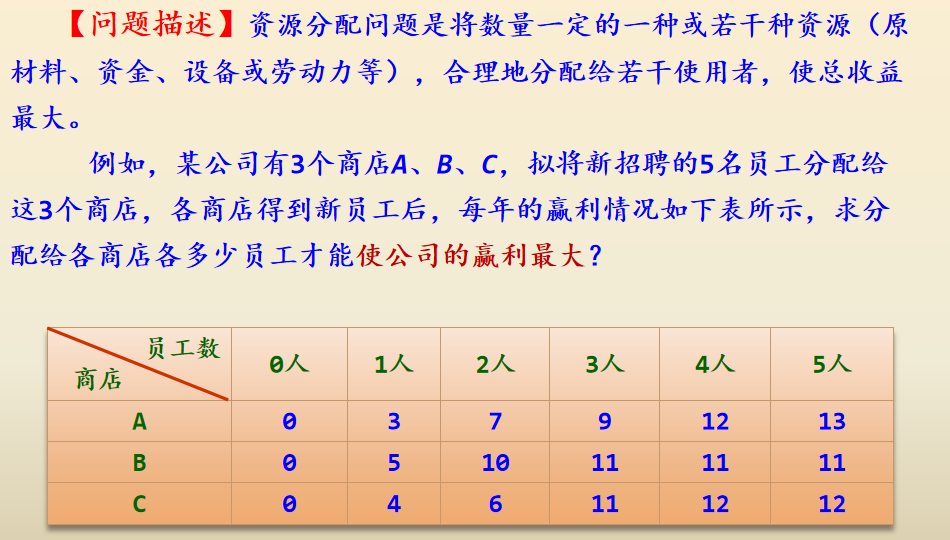 【问题描述】资源分配问题是将数量一定的一种或若干种资源（原
材料、资金、设备或劳动力等），合理地分配给若干使用者，使总收益
最大。
例如，某公司有3个商店A、B、C，拟将新招聘的5名员工分配给
这3个商店，各商店得到新员工后，每年的赢利情况如下表所示，求分
配给各商店各多少员工才能使公司的赢利最大？
员工数
商店 0人 1人 2人 3人 4人 5人
A 0 3 7 9 12 13
B 0 5 10 11 11 11
C 0 4 6 11 12 12